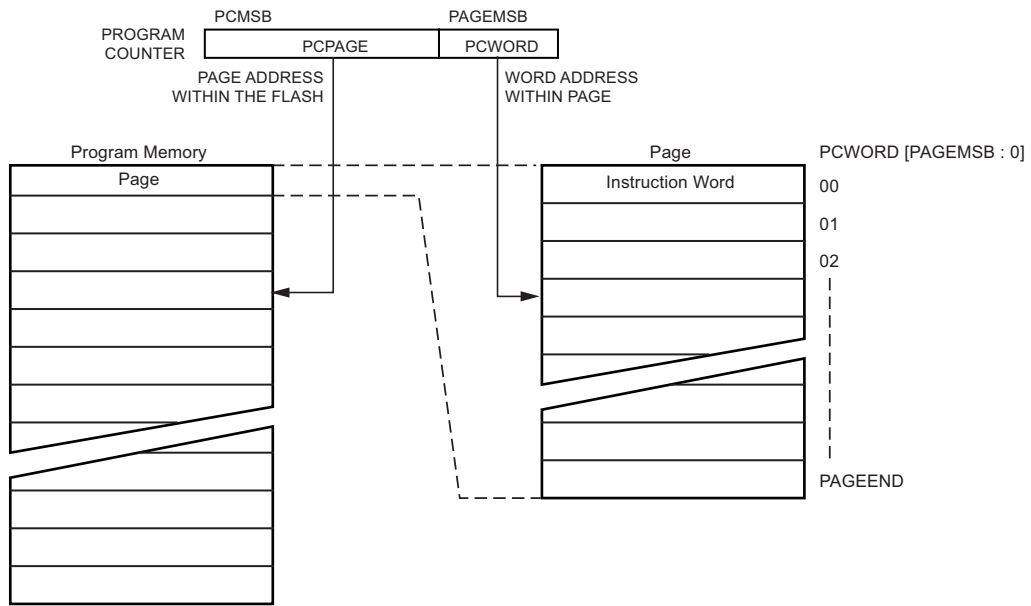 PCMSB PAGEMSB
PROGRAM
COUNTER
PCPAGE PCWORD
PAGE ADDRESS
WITHIN THE FLASH
WORD ADDRESS
WITHIN PAGE
Program Memory
Page
Page
Instruction Word
PCWORD [PAGEMSB : 0]
00
01
02
PAGEEND